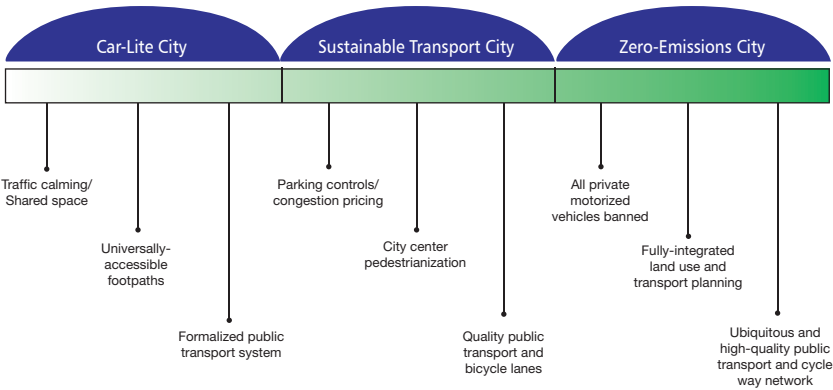 Car-Lite City
Sustainable Transport City
Zero-Emissions City
Traffic calming/
Shared space
Universally-
accessible
footpaths
Formalized public
transport system
Parking controls/
congestion pricing
City center
pedestrianization
Quality public
transport and
bicycle lanes
All private
motorized
vehicles banned
Fully-integrated
land use and
transport planning
Ubiquitous and
high-quality public
transport and cycle
way network